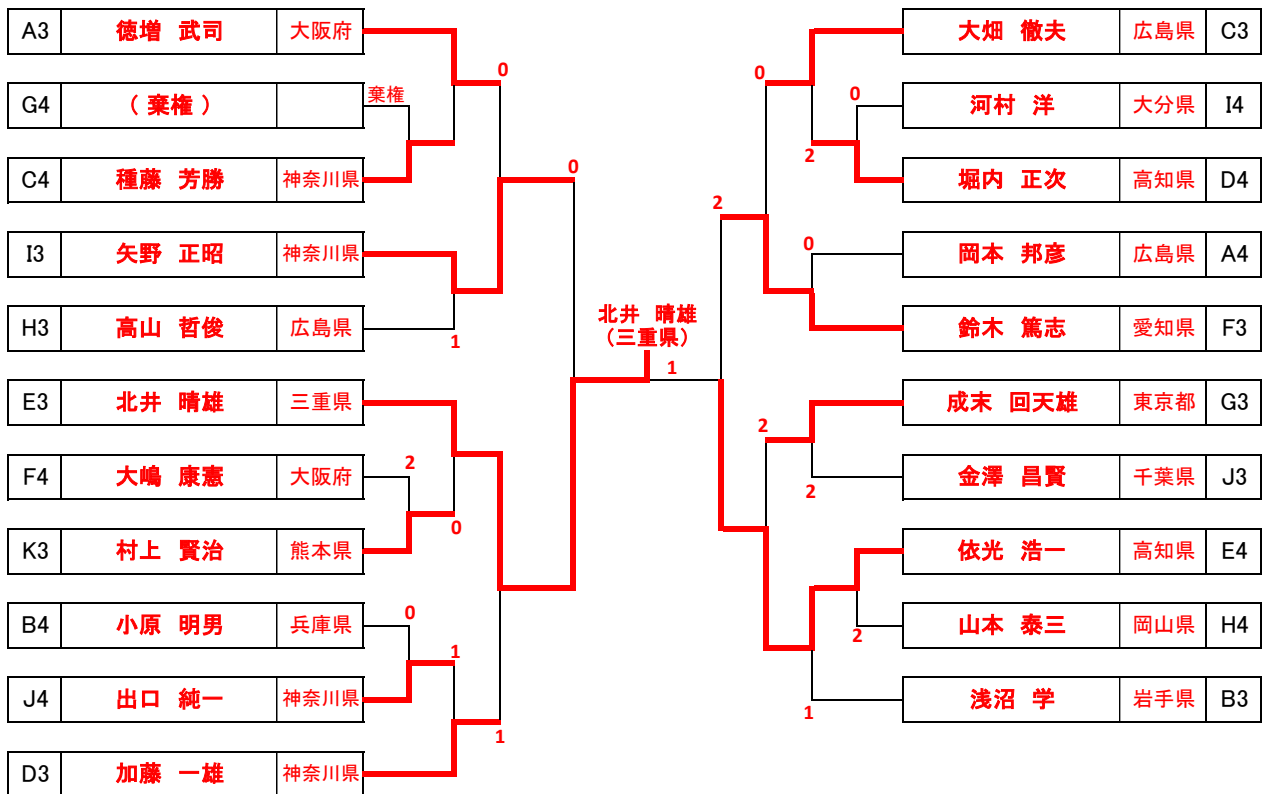 A3 徳増 武司 大阪府
0
G4 （ 棄権 ） 棄権
C4 種藤 芳勝 神奈川県
0
I3 矢野 正昭 神奈川県
H3 高山 哲俊 広島県
1
E3 北井 晴雄 三重県
F4 大嶋 康憲 大阪府
2
K3 村上 賢治 熊本県
0
B4 小原 明男 兵庫県
0
1
J4 出口 純一 神奈川県
1
D3 加藤 一雄 神奈川県
北井 晴雄
（三重県）
1
大畑 徹夫 広島県 C3
0
0
河村 洋 大分県 I4
2
堀内 正次 高知県 D4
2
0
岡本 邦彦 広島県 A4
鈴木 篤志 愛知県 F3
成末 回天雄 東京都 G3
2
金澤 昌賢 千葉県 J3
2
依光 浩一 高知県 E4
山本 泰三 岡山県 H4
2
浅沼 学 岩手県 B3
1